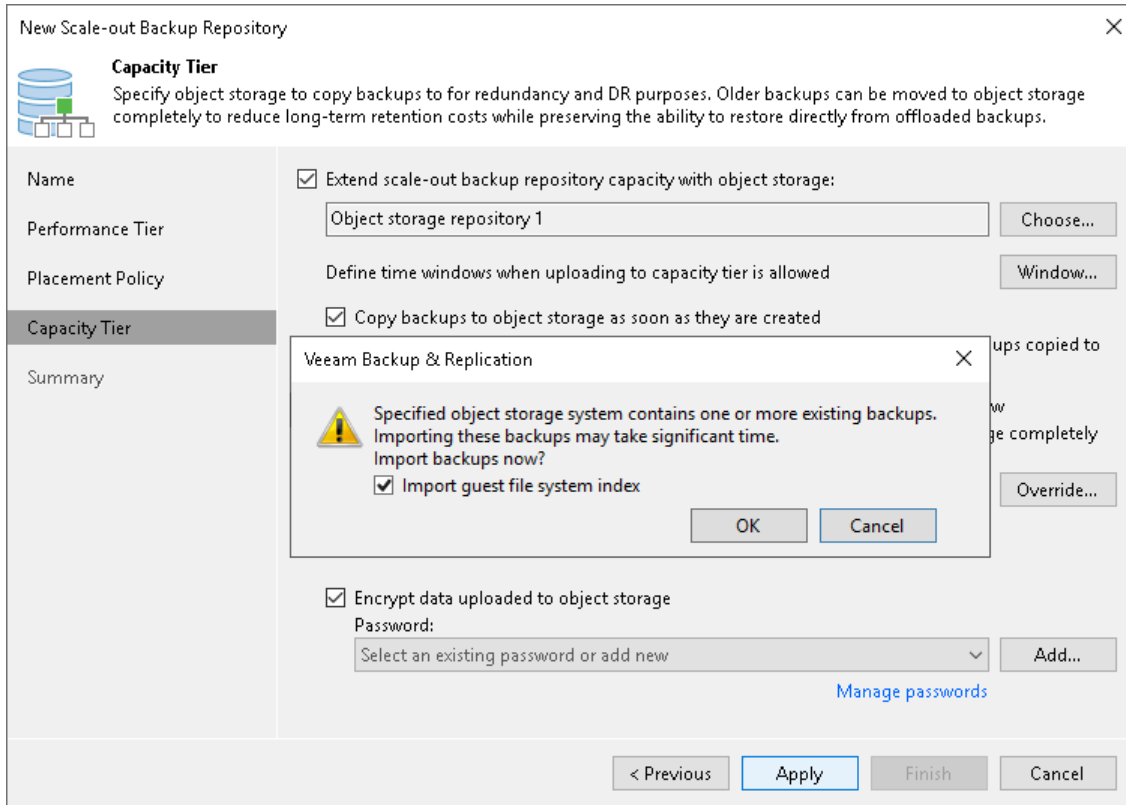 New Scale-out Backup Repository
Capacity Tier
Specify object storage to copy backups to for redundancy and DR purposes. Older backups can be moved to object storage
completely to reduce long-term retention costs while preserving the ability to restore directly from offloaded backups.
Name
Performance Tier
Placement Policy
Capacity Tier
Summary
Extend scale-out backup repository capacity with object storage:
Object storage repository 1
Choose...
Define time windows when uploading to capacity tier is allowed
Window...
Copy backups to object storage as soon as they are created
ups copied to
ge completely
Override...
Veeam Backup & Replication
Specified object storage system contains one or more existing backups.
Importing these backups may take significant time.
Import backups now?
Import guest file system index
OK
Cancel
Encrypt data uploaded to object storage
Password:
Select an existing password or add new
Add...
Manage passwords
< Previous
Apply
Finish
Cancel